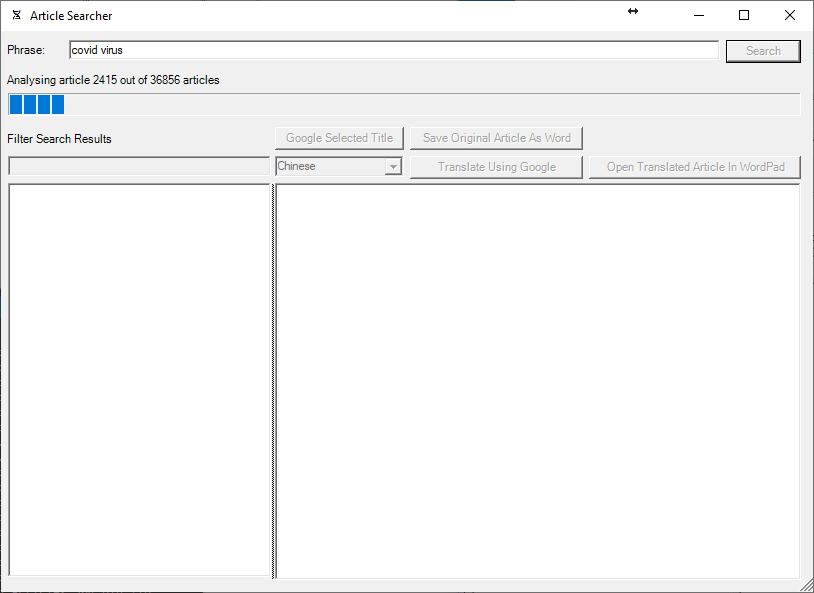 Article Searcher
Phrase:
covid virus
Search
Analysing article 2415 out of 36856 articles
Filter Search Results
Google Selected Title
Save Original Article As Word
Chinese
Translate Using Google
Open Translated Article In WordPad